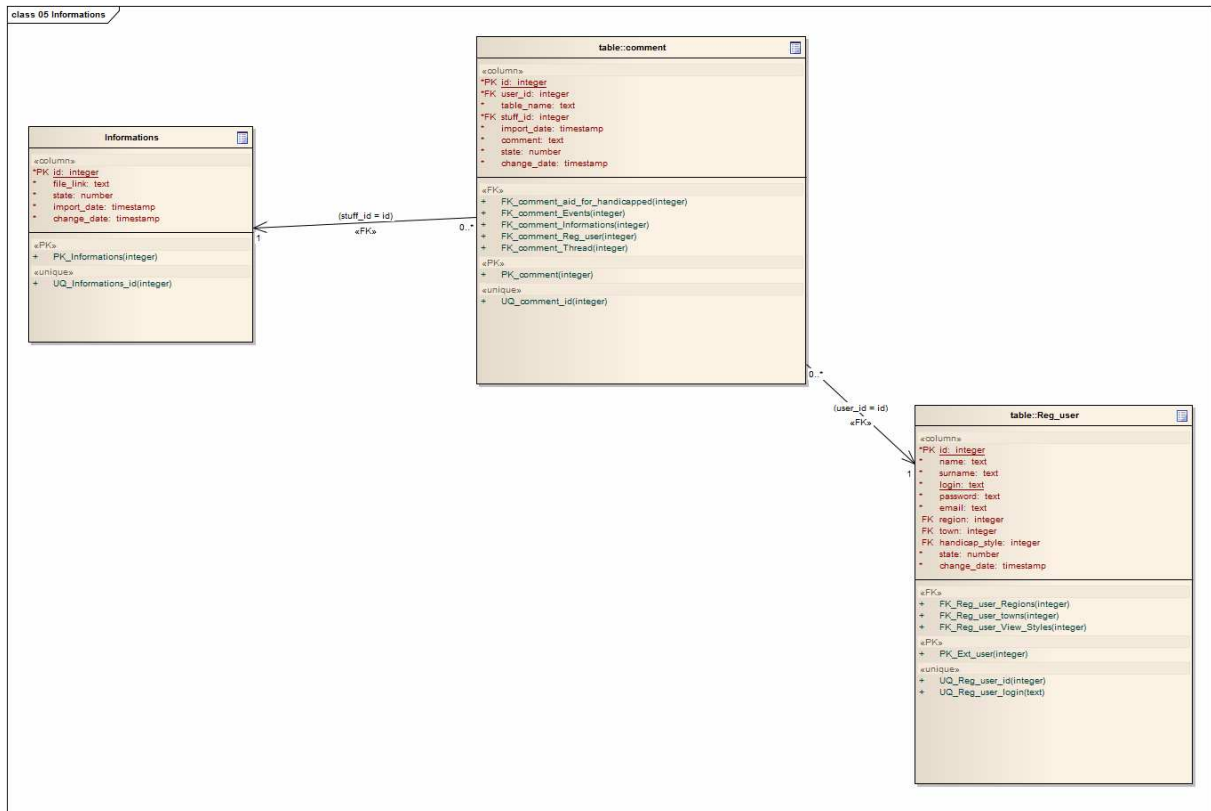 class 05 Informations
table::comment
«column»
*PK id: integer
*FK user_id: integer
* table_name: text
*FK stuff_id: integer
* import_date: timestamp
* comment: text
* state: number
* change_date: timestamp
«FK»
+ FK_comment_aid_for_handicapped(integer)
+ FK_comment_Events(integer)
+ FK_comment_Informations(integer)
+ FK_comment_Reg_user(integer)
+ FK_comment_Thread(integer)
«PK»
+ PK_comment(integer)
«unique»
+ UQ_comment_id(integer)
Informations
«column»
*PK id: integer
* file_link: text
* state: number
* import_date: timestamp
* change_date: timestamp
«PK»
+ PK_Informations(integer)
«unique»
+ UQ_Informations_id(integer)
(stuff_id = id)
«FK»
1
0..*
0..*
(user_id = id)
«FK»
1
table::Reg_user
«column»
*PK id: integer
* name: text
* surname: text
* login: text
* password: text
* email: text
FK region: integer
FK town: integer
FK handicap_style: integer
* state: number
* change_date: timestamp
«FK»
+ FK_Reg_user_Regions(integer)
+ FK_Reg_user_towns(integer)
+ FK_Reg_user_View_Styles(integer)
«PK»
+ PK_Ext_user(integer)
«unique»
+ UQ_Reg_user_id(integer)
+ UQ_Reg_user_login(text)